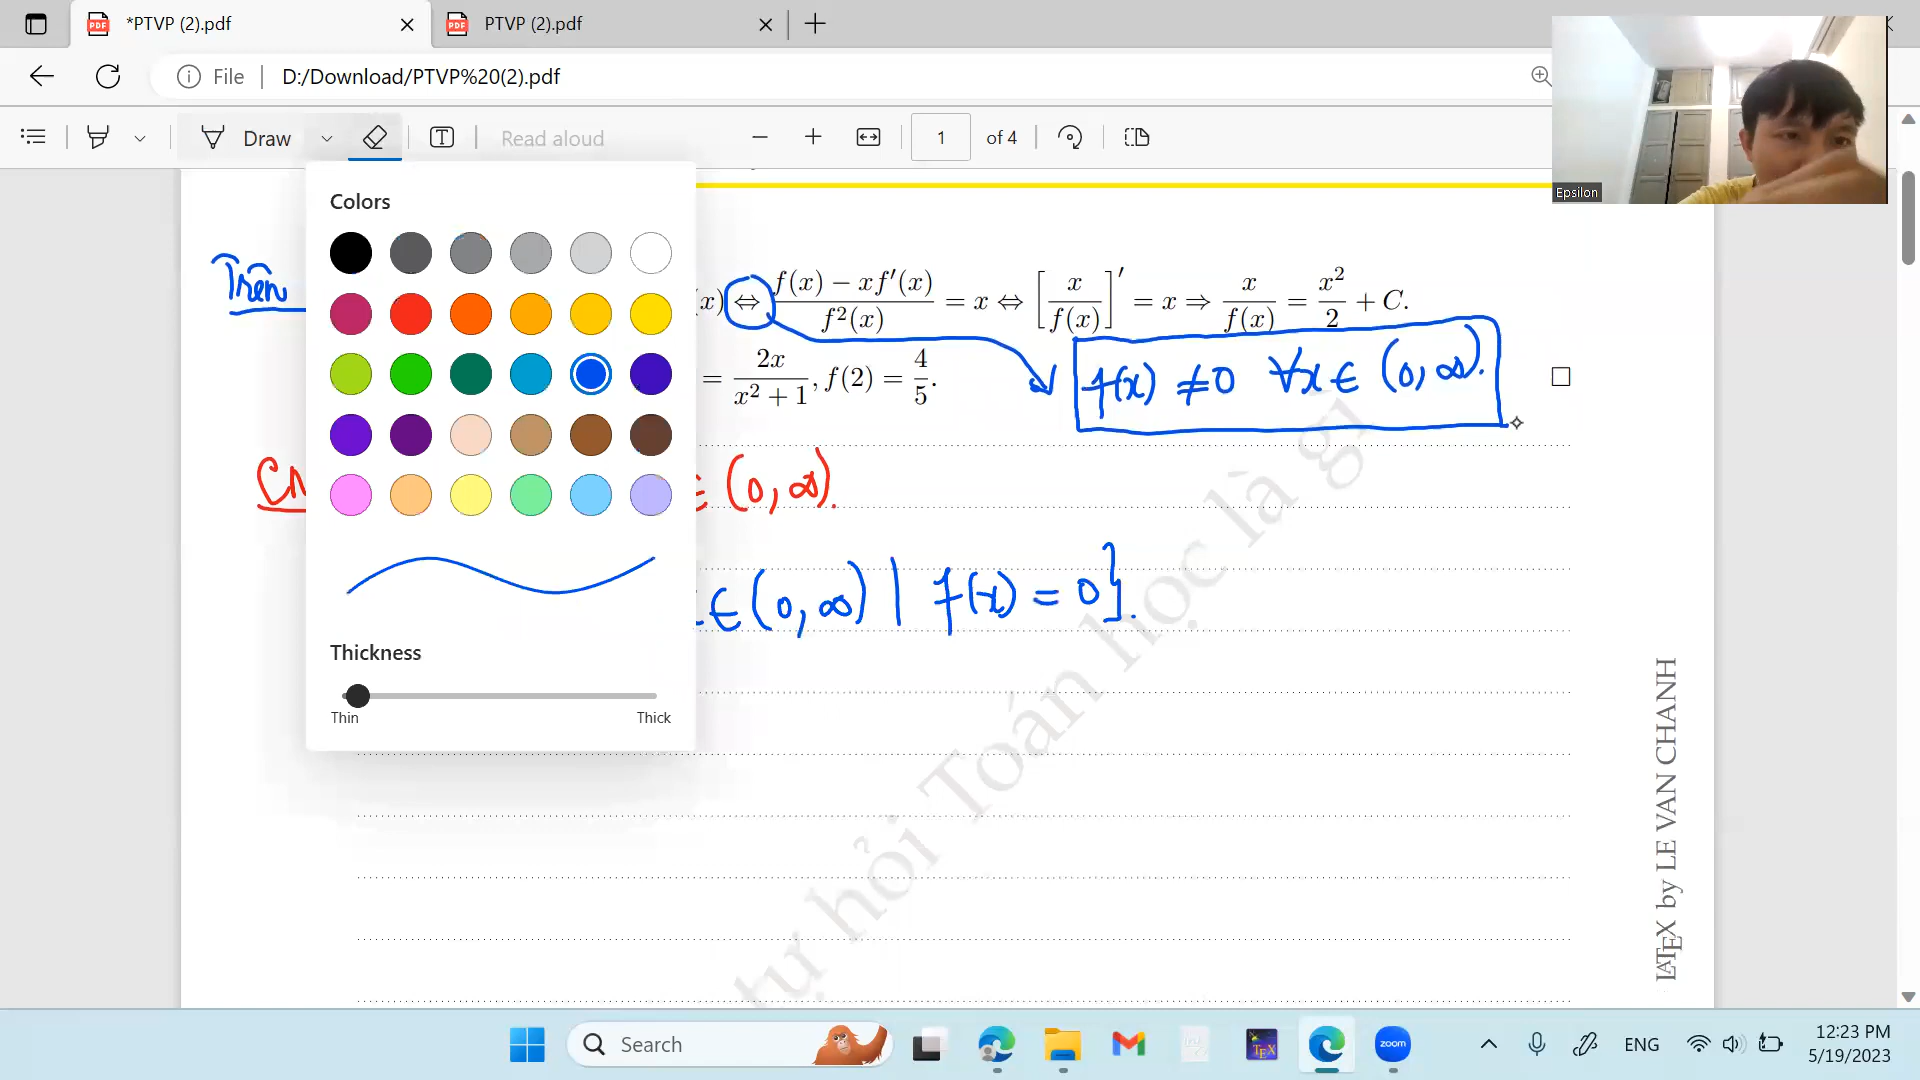 *PTVP (2).pdf
PTVP (2).pdf
File
D:/Download/PTVP%20(2).pdf
Draw
Read aloud
1
of 4
Epsilon
Colors
Trên
(x) ⇔ f(x) − xf′(x) / f²(x) = x ⇔ [x / f(x)]′ = x ⇒ x / f(x) = x² / 2 + C.
= 2x / x² + 1, f(2) = 4 / 5. □
f(x) ≠ 0 ∀x ∈ (0, ∞).
∈ (0, ∞).
∈ (0, ∞) | f(x) = 0}.
Thickness
Thin
Thick
tự hỏi Toán học là gì
LATEX by LE VAN CHANH
Search
TEX
zoom
ENG
12:23 PM
5/19/2023